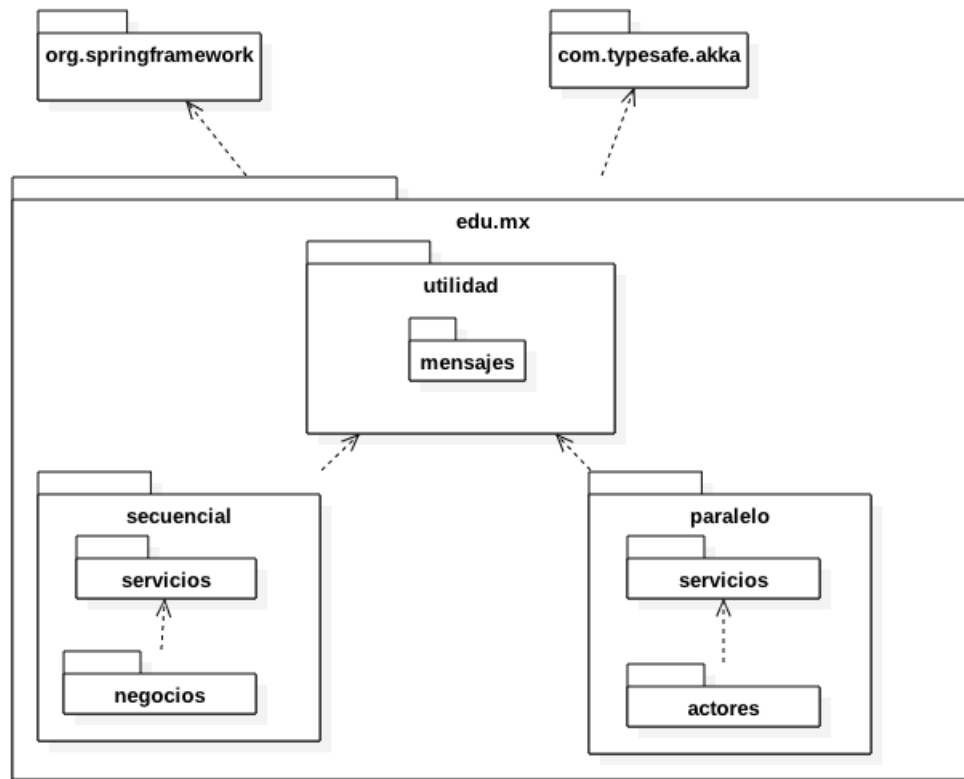 org.springframework
com.typesafe.akka
edu.mx
utilidad
mensajes
secuencial
servicios
negocios
paralelo
servicios
actores